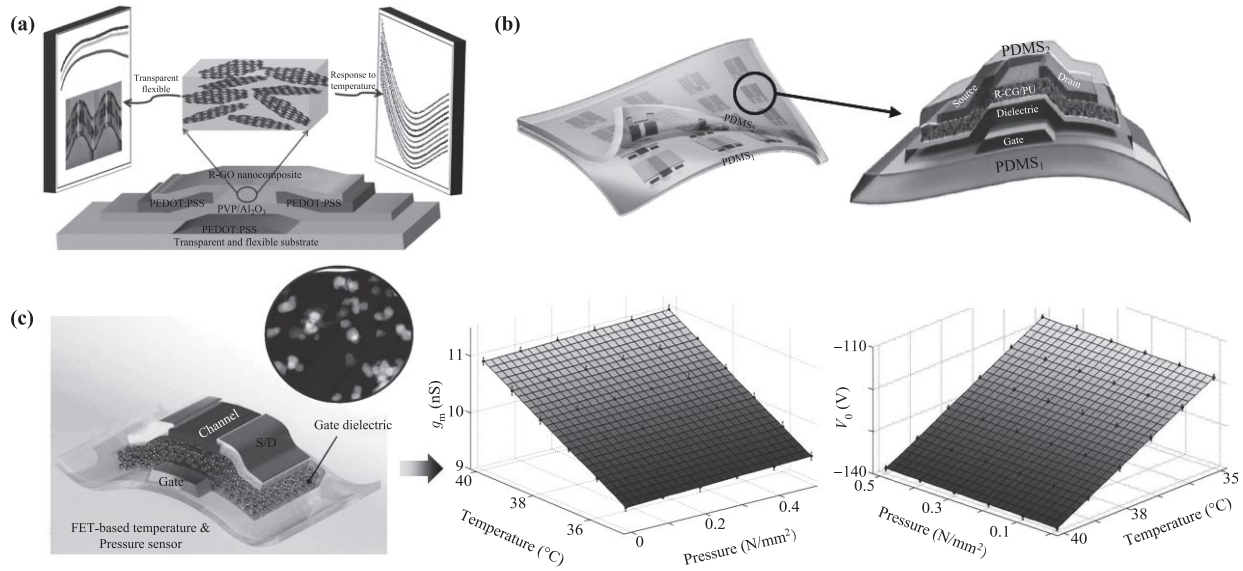 (a)
Transparent
flexible
Response to
temperature
R-GO nanocomposite
PEDOT:PSS
PEDOT:PSS
PVP/Al₂O₃
PEDOT:PSS
Transparent and flexible substrate
(b)
PDMS₂
PDMS₁
PDMS₂
Source
Drain
R-CG/PU
Dielectric
Gate
PDMS₁
(c)
Channel
S/D
Gate dielectric
Gate
FET-based temperature &
Pressure sensor
gₘ (nS)
11
10
9
40
38
36
Temperature (°C)
0
0.2
0.4
Pressure (N/mm²)
V₀ (V)
−110
−140
0.5
0.3
0.1
Pressure (N/mm²)
40
38
35
Temperature (°C)